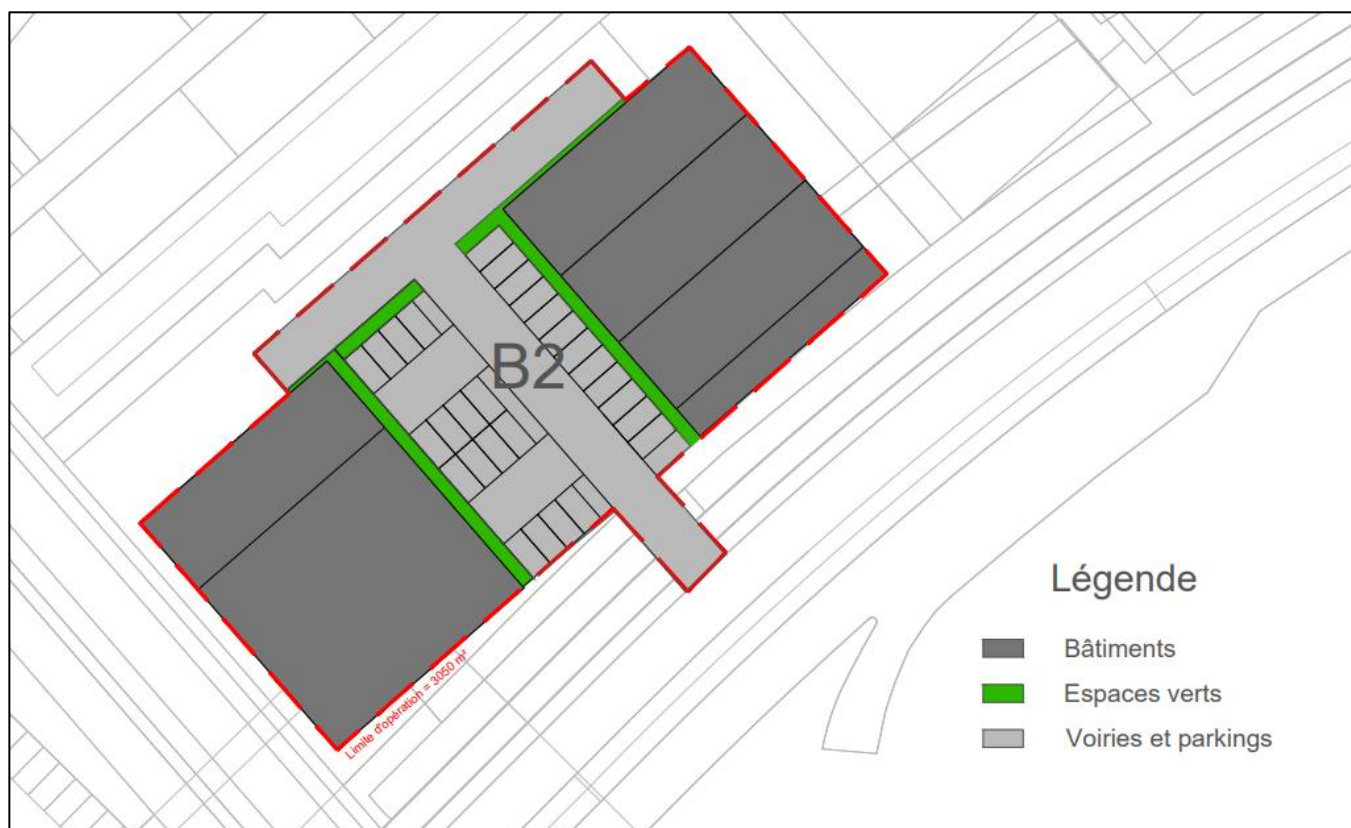 B2
Légende
Bâtiments
Espaces verts
Voiries et parkings
Limite d'opération = 3050 m²